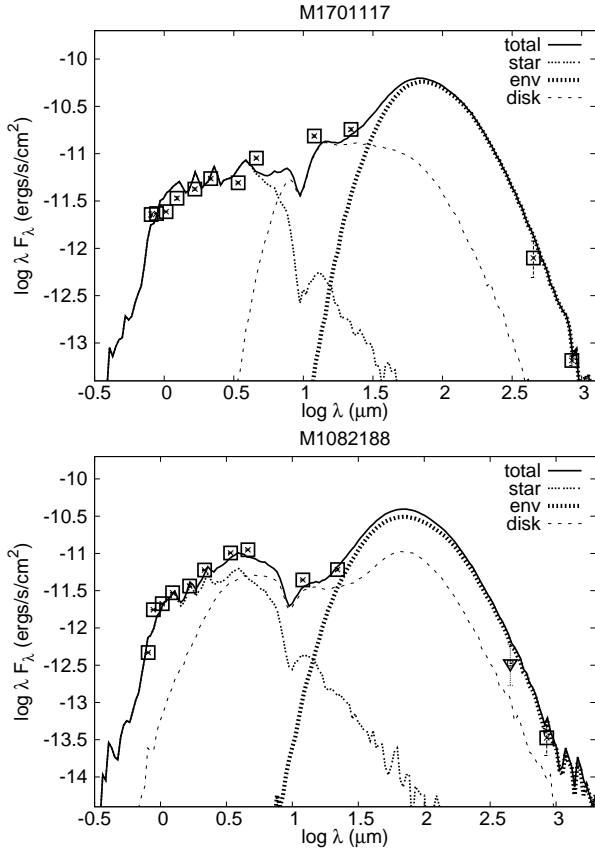 M1701117
total
star
env
disk
-10
-10.5
-11
-11.5
-12
-12.5
-13
log λ Fλ (ergs/s/cm²)
-0.5 0 0.5 1 1.5 2 2.5 3
log λ (μm)
M1082188
total
star
env
disk
-10
-10.5
-11
-11.5
-12
-12.5
-13
-13.5
-14
log λ Fλ (ergs/s/cm²)
-0.5 0 0.5 1 1.5 2 2.5 3
log λ (μm)